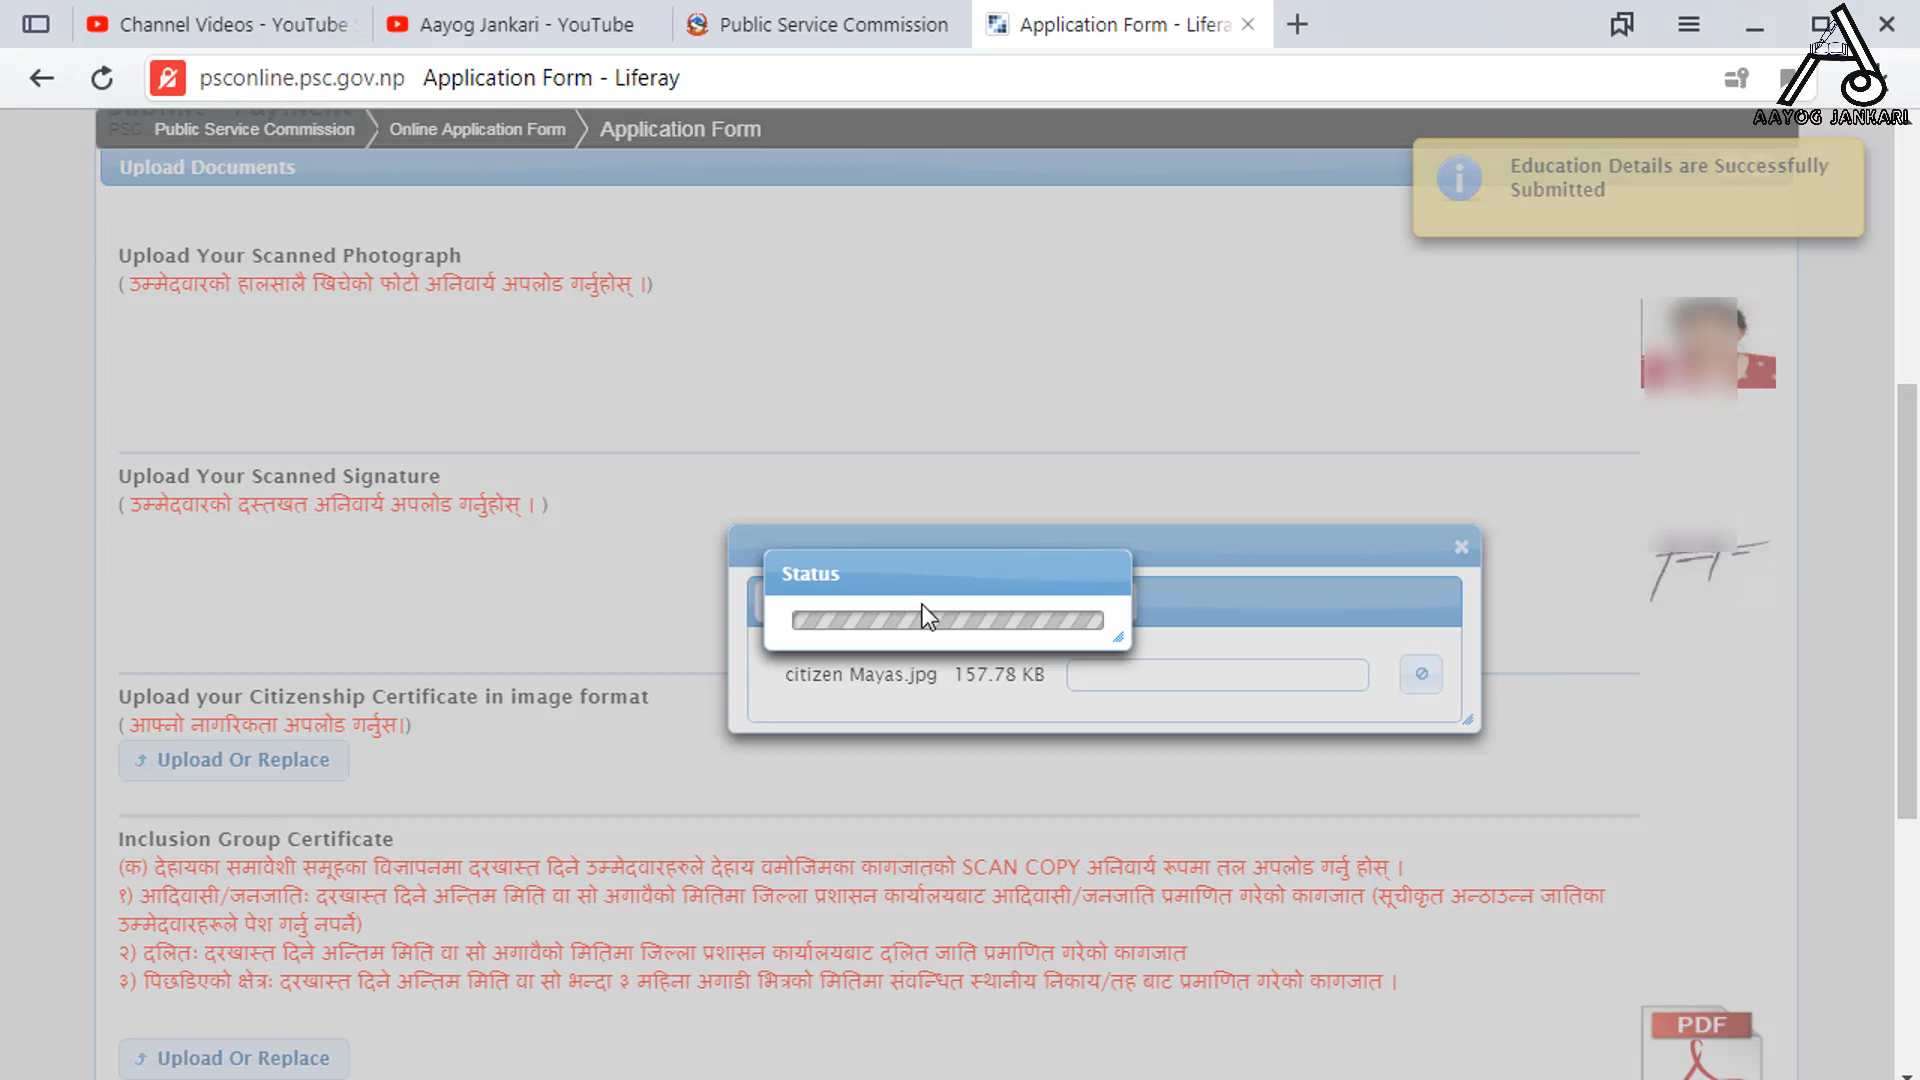 Channel Videos - YouTube
Aayog Jankari - YouTube
Public Service Commission
Application Form - Lifera
psconline.psc.gov.np Application Form - Liferay
AAYOG JANKARI
PSC Public Service Commission Online Application Form Application Form
Upload Documents
Education Details are Successfully
Submitted
Upload Your Scanned Photograph
( उम्मेदवारको हालसालै खिचेको फोटो अनिवार्य अपलोड गर्नुहोस् ।)
Upload Your Scanned Signature
( उम्मेदवारको दस्तखत अनिवार्य अपलोड गर्नुहोस् । )
Status
citizen Mayas.jpg 157.78 KB
Upload your Citizenship Certificate in image format
( आफ्नो नागरिकता अपलोड गर्नुस।)
Upload Or Replace
Inclusion Group Certificate
(क) देहायका समावेशी समूहका विज्ञापनमा दरखास्त दिने उम्मेदवारहरुले देहाय वमोजिमका कागजातको SCAN COPY अनिवार्य रूपमा तल अपलोड गर्नु होस् ।
१) आदिवासी/जनजातिः दरखास्त दिने अन्तिम मिति वा सो अगावैको मितिमा जिल्ला प्रशासन कार्यालयबाट आदिवासी/जनजाति प्रमाणित गरेको कागजात (सूचीकृत अन्ठाउन्न जातिका
उम्मेदवारहरूले पेश गर्नु नपर्ने)
२) दलितः दरखास्त दिने अन्तिम मिति वा सो अगावैको मितिमा जिल्ला प्रशासन कार्यालयबाट दलित जाति प्रमाणित गरेको कागजात
३) पिछडिएको क्षेत्रः दरखास्त दिने अन्तिम मिति वा सो भन्दा ३ महिना अगाडी भित्रको मितिमा संवन्धित स्थानीय निकाय/तह बाट प्रमाणित गरेको कागजात ।
Upload Or Replace
PDF